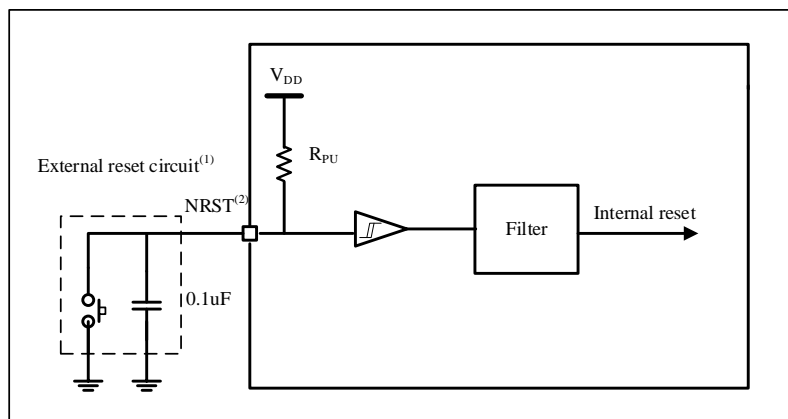 V_DD
R_PU
External reset circuit(1)
NRST(2)
Filter
Internal reset
0.1uF